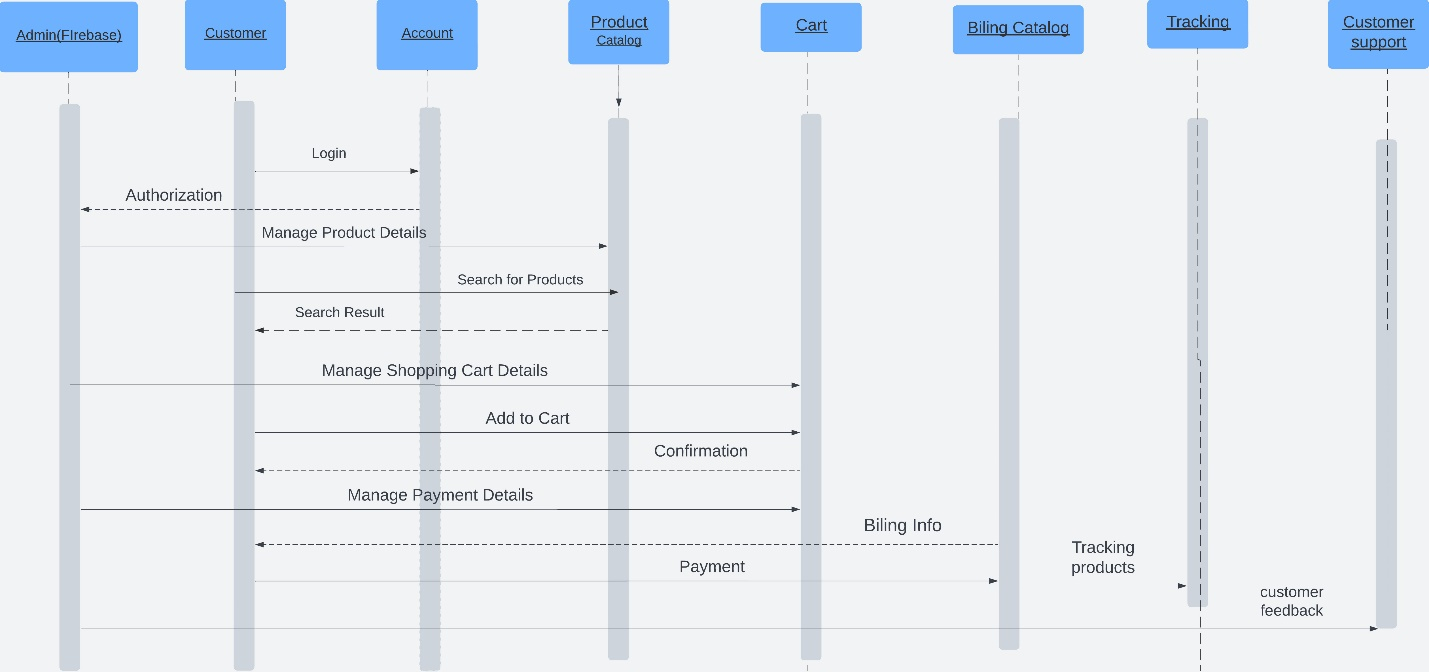 Admin(FIrebase)
Customer
Account
Product
Catalog
Cart
Biling Catalog
Tracking
Customer
support
Login
Authorization
Manage Product Details
Search for Products
Search Result
Manage Shopping Cart Details
Add to Cart
Confirmation
Manage Payment Details
Biling Info
Tracking
products
Payment
customer
feedback